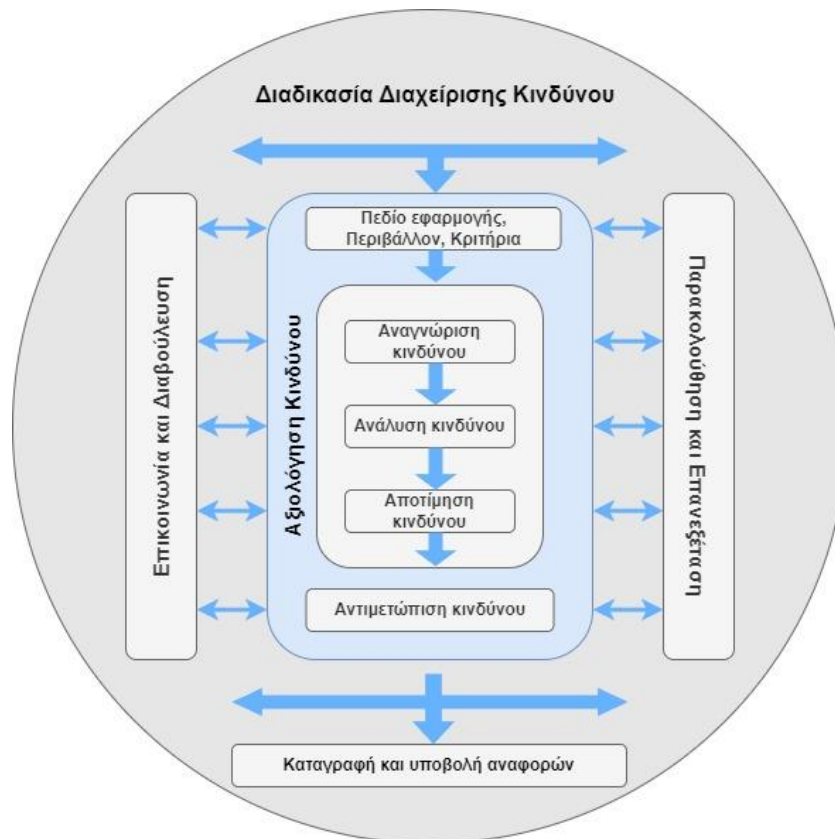 Διαδικασία Διαχείρισης Κινδύνου
Πεδίο εφαρμογής,
Περιβάλλον, Κριτήρια
Επικοινωνία και Διαβούλευση
Αξιολόγηση Κινδύνου
Αναγνώριση
κινδύνου
Ανάλυση κινδύνου
Αποτίμηση
κινδύνου
Αντιμετώπιση κινδύνου
Παρακολούθηση και Επανεξέταση
Καταγραφή και υποβολή αναφορών